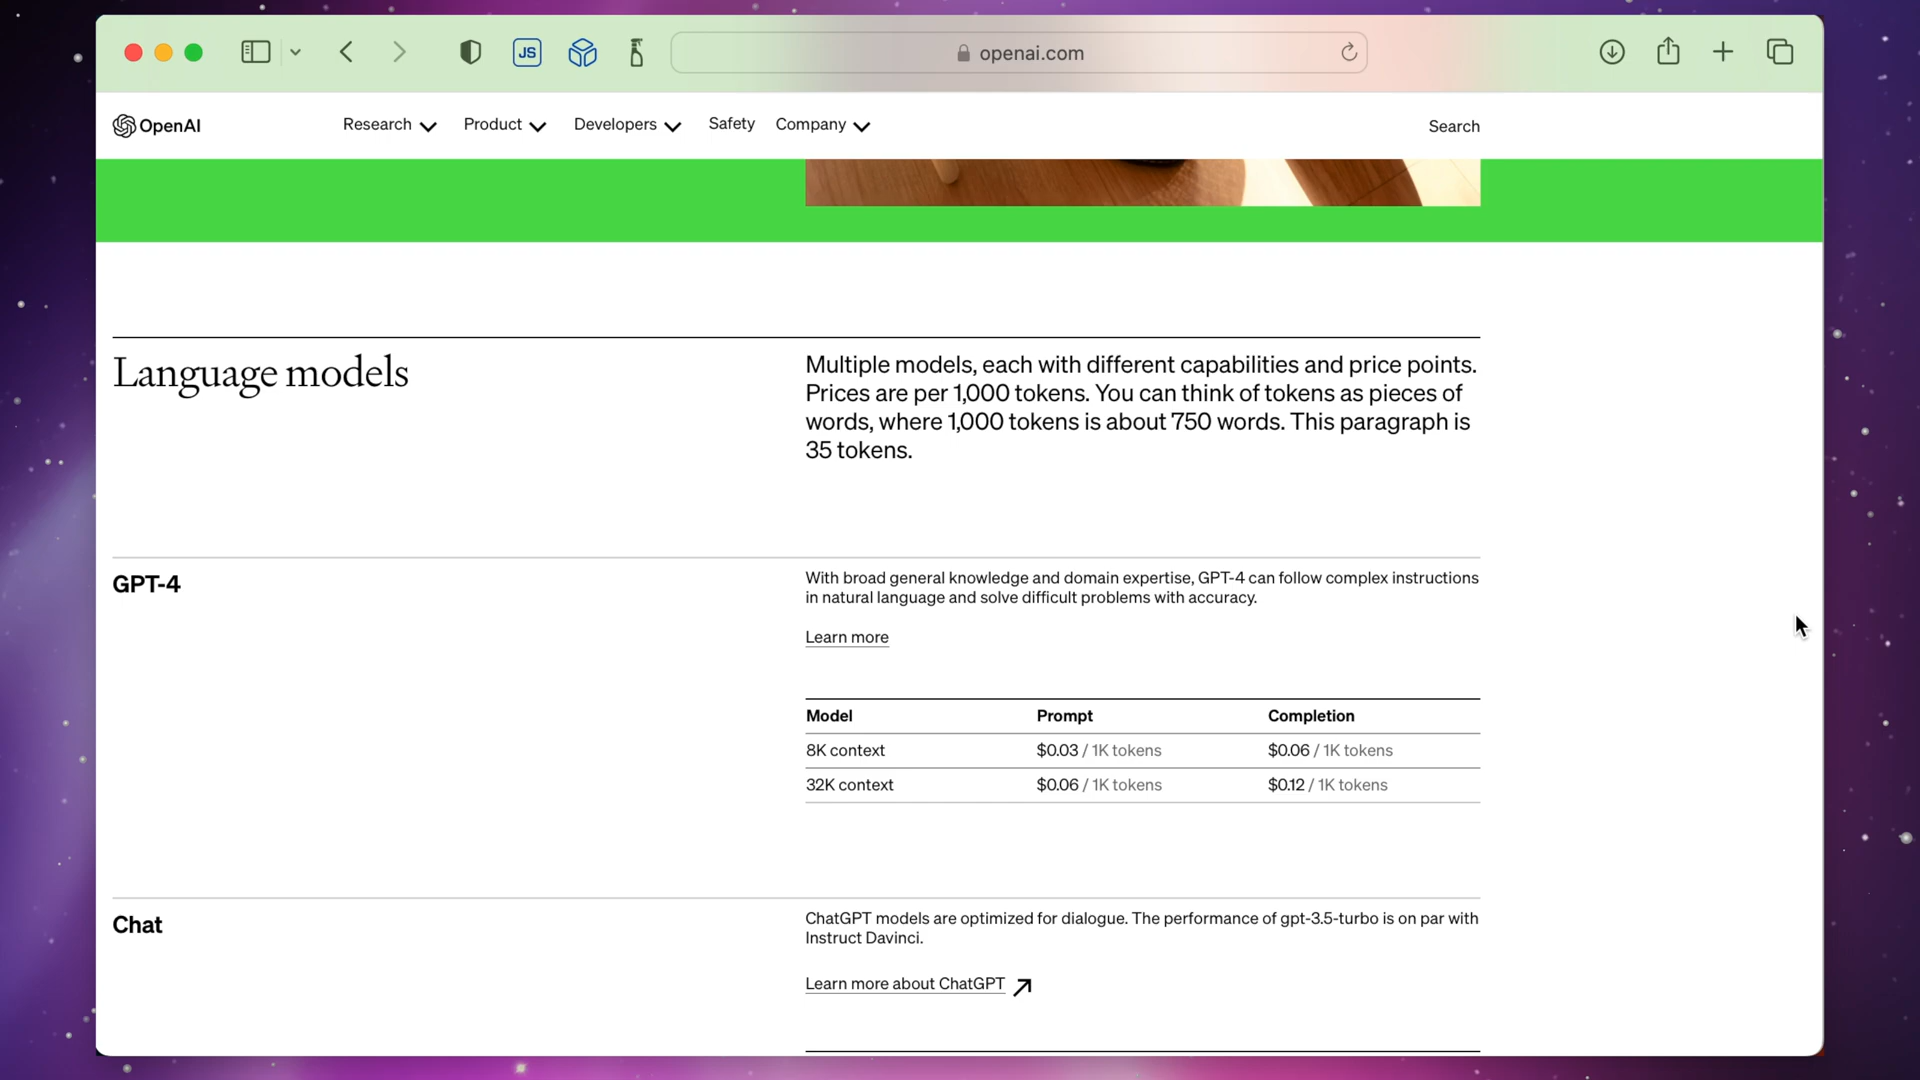 JS
openai.com
OpenAI
Research
Product
Developers
Safety
Company
Search
Language models
Multiple models, each with different capabilities and price points.
Prices are per 1,000 tokens. You can think of tokens as pieces of
words, where 1,000 tokens is about 750 words. This paragraph is
35 tokens.
GPT-4
With broad general knowledge and domain expertise, GPT-4 can follow complex instructions
in natural language and solve difficult problems with accuracy.
Learn more
Model Prompt Completion
8K context $0.03 / 1K tokens $0.06 / 1K tokens
32K context $0.06 / 1K tokens $0.12 / 1K tokens
Chat
ChatGPT models are optimized for dialogue. The performance of gpt-3.5-turbo is on par with
Instruct Davinci.
Learn more about ChatGPT